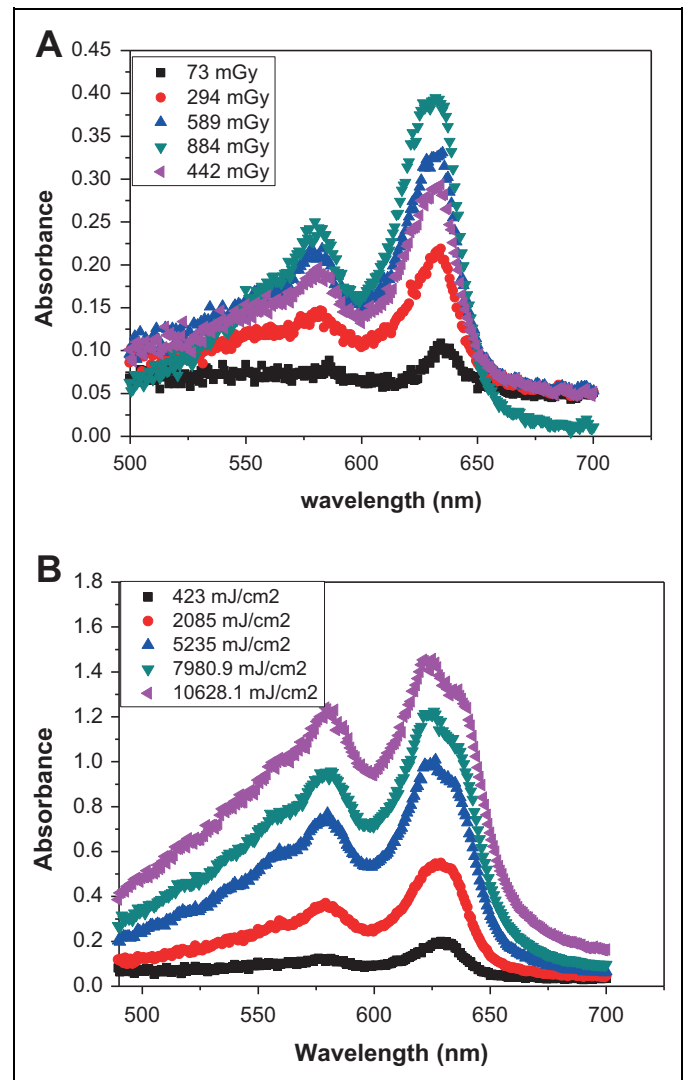 A
73 mGy
294 mGy
589 mGy
884 mGy
442 mGy
0.45
0.40
0.35
0.30
0.25
0.20
0.15
0.10
0.05
0.00
Absorbance
500 550 600 650 700
wavelength (nm)
B
423 mJ/cm2
2085 mJ/cm2
5235 mJ/cm2
7980.9 mJ/cm2
10628.1 mJ/cm2
1.8
1.6
1.4
1.2
1.0
0.8
0.6
0.4
0.2
0.0
Absorbance
500 550 600 650 700
Wavelength (nm)